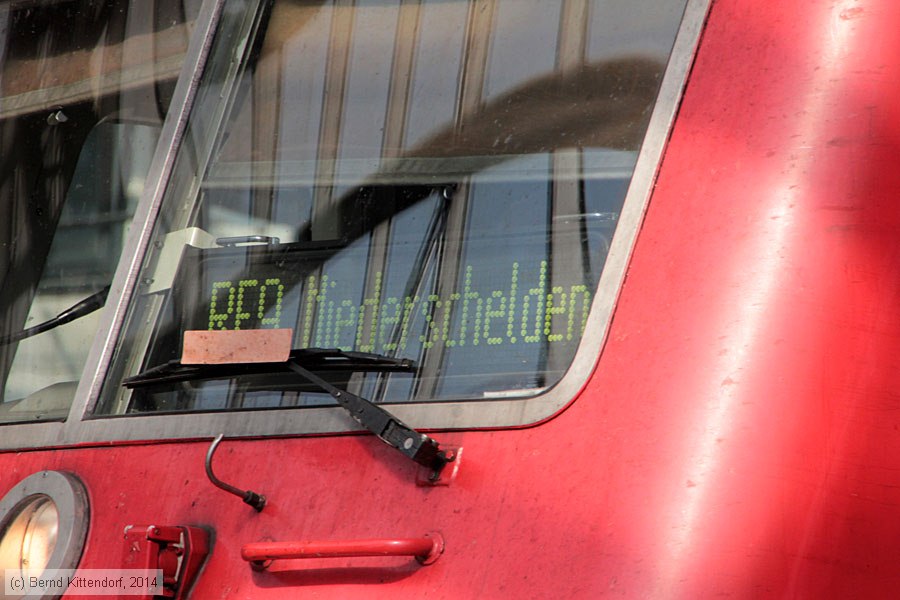 RE9 Niederschelden
(c) Bernd Kittendorf, 2014